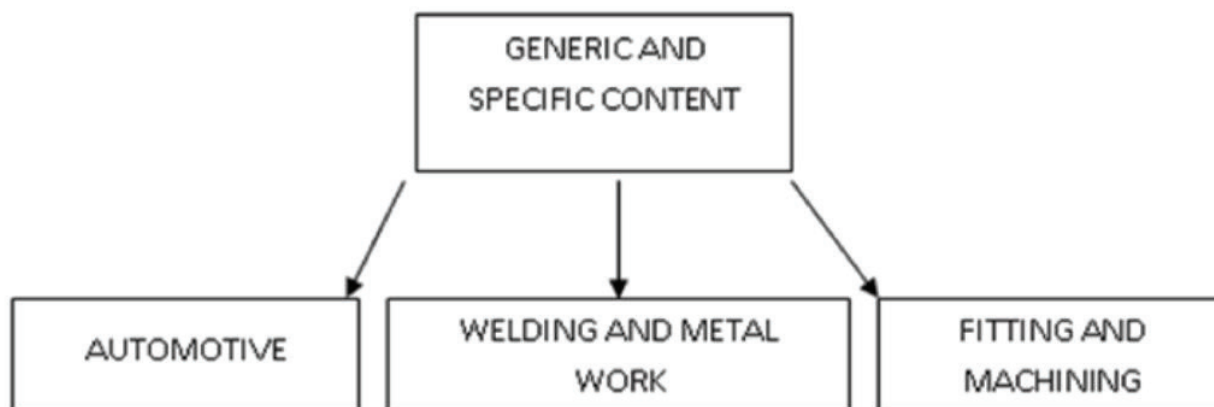 GENERIC AND
SPECIFIC CONTENT
AUTOMOTIVE
WELDING AND METAL
WORK
FITTING AND
MACHINING